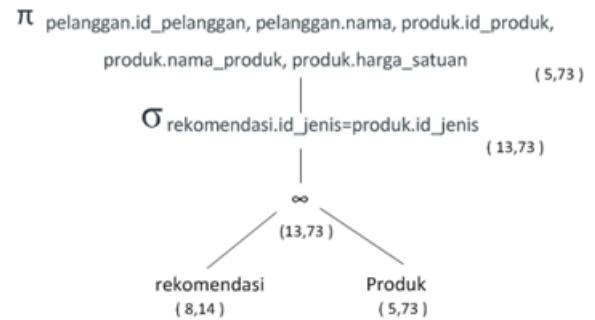 π pelanggan.id_pelanggan, pelanggan.nama, produk.id_produk,
produk.nama_produk, produk.harga_satuan
( 5,73 )
σ rekomendasi.id_jenis=produk.id_jenis
( 13,73 )
∞
(13,73 )
rekomendasi Produk
( 8,14 ) ( 5,73 )